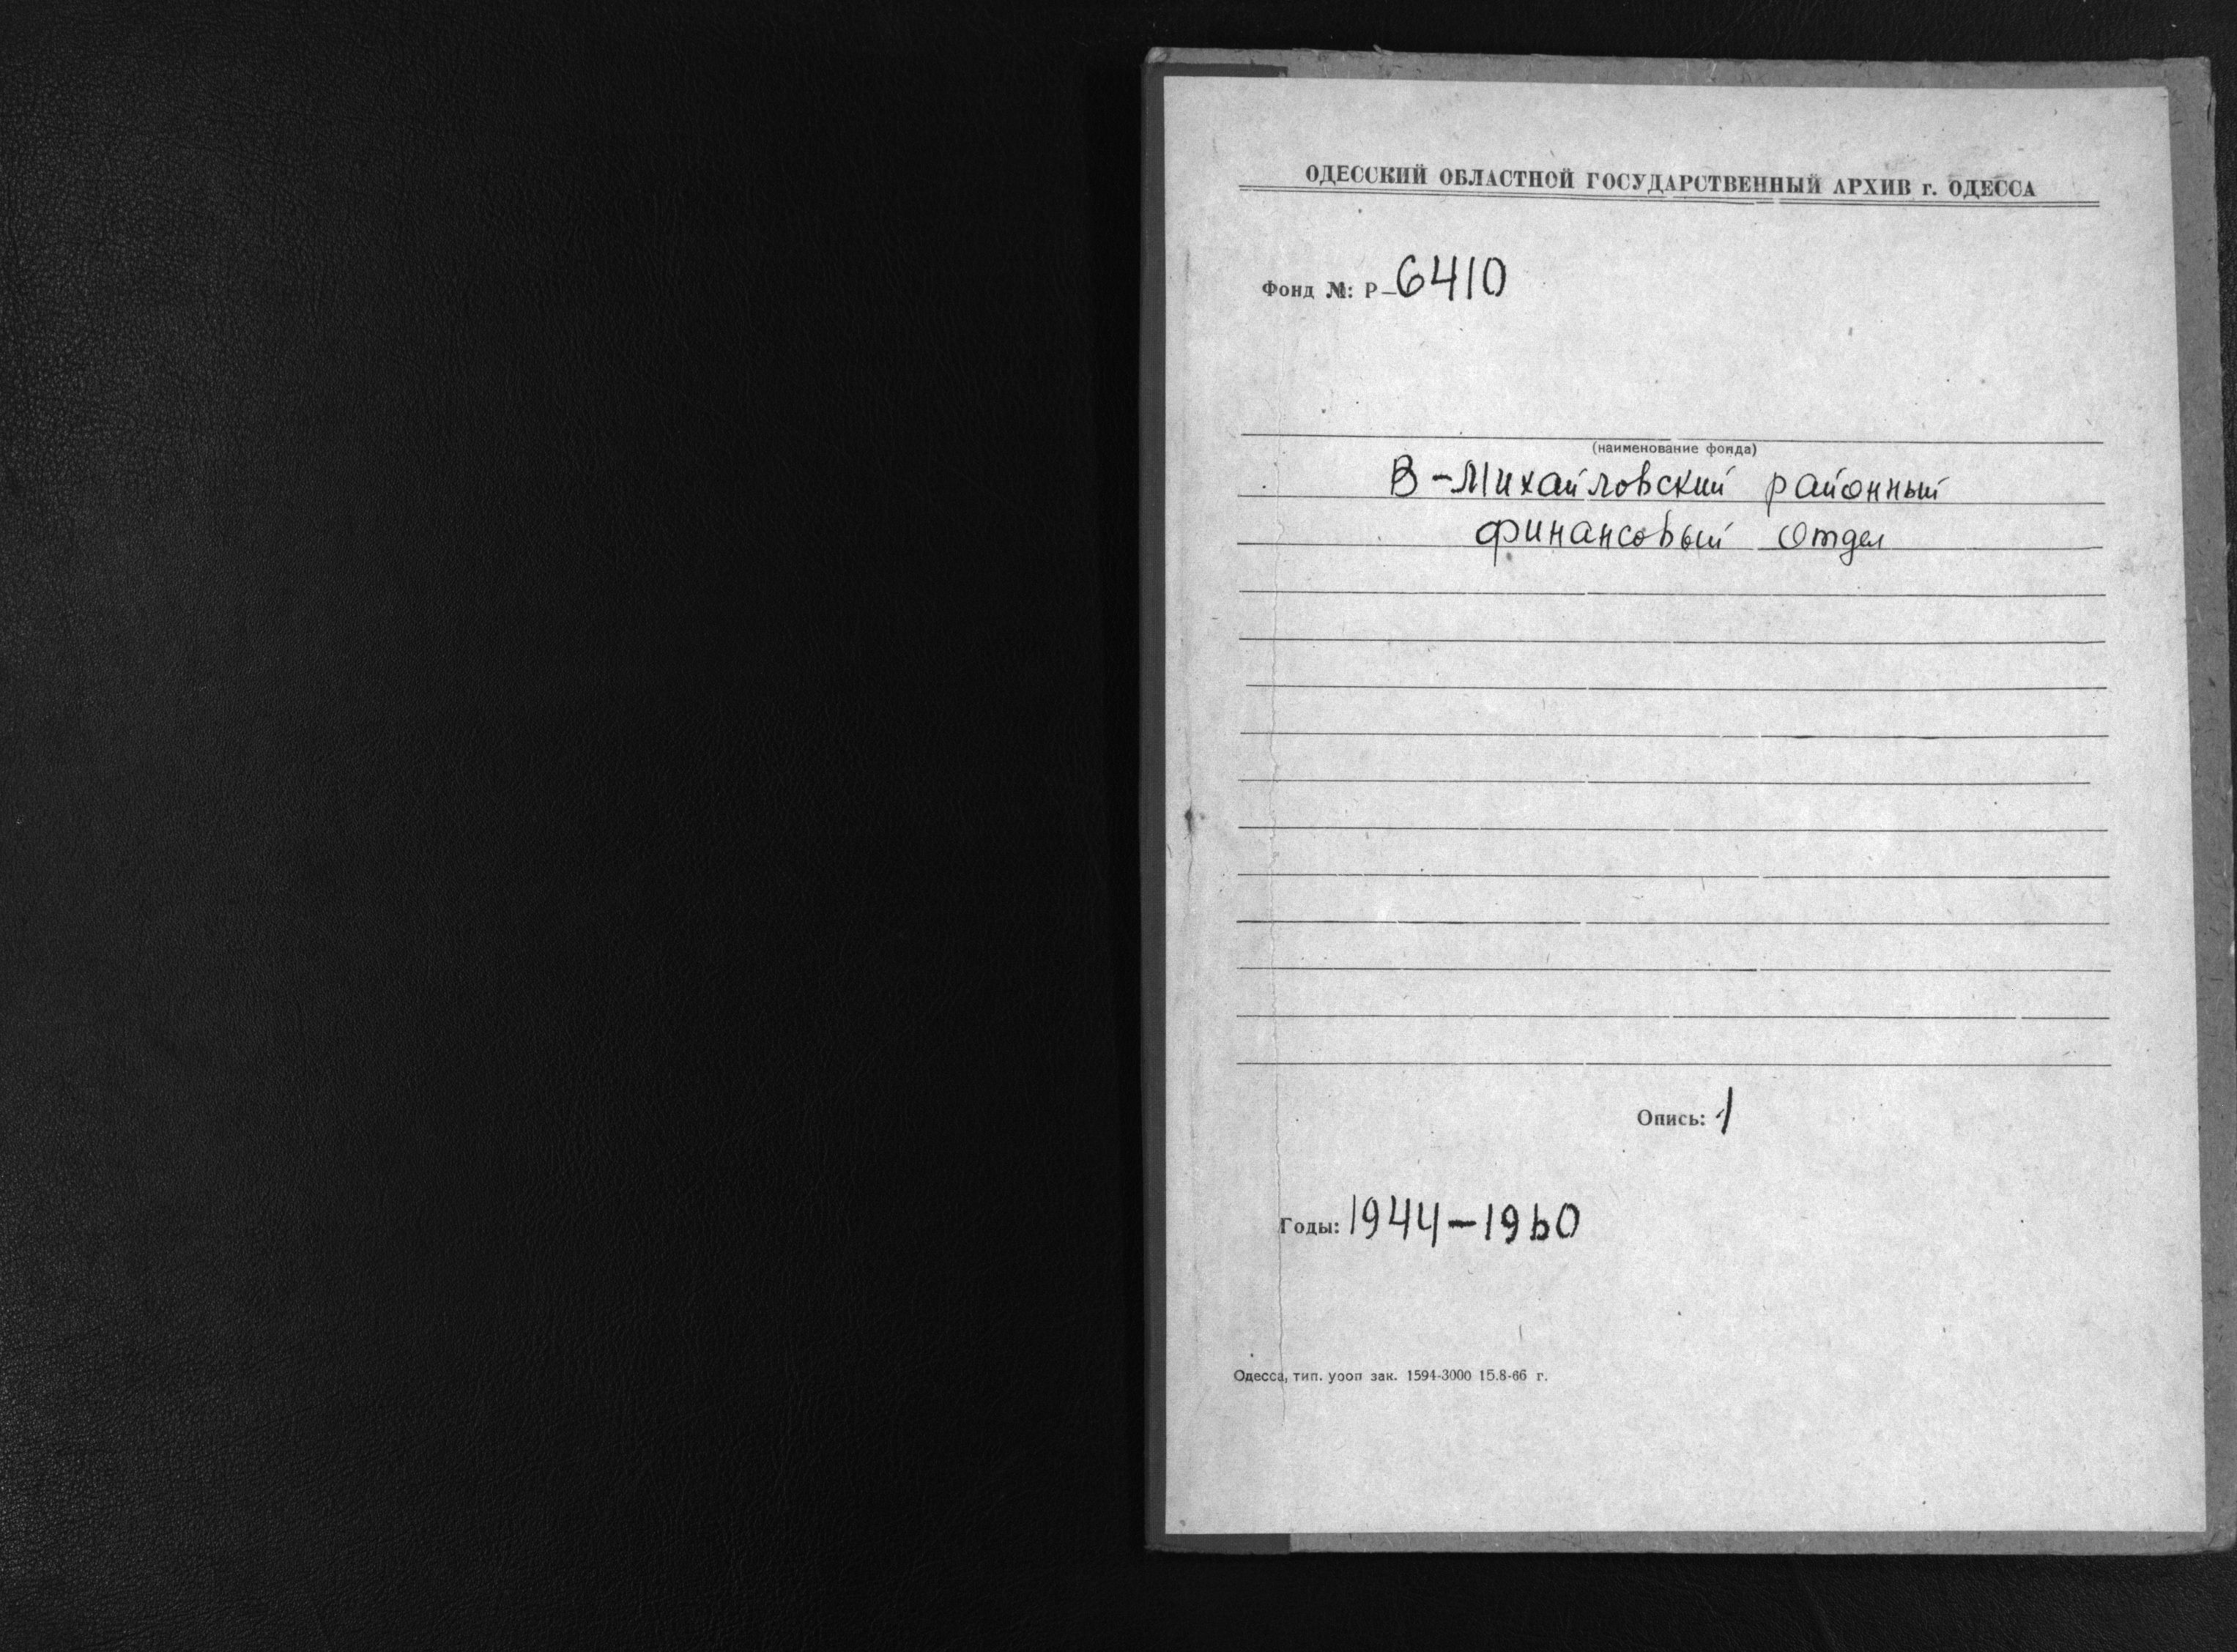 ОДЕССКИЙ ОБЛАСТНОЙ ГОСУДАРСТВЕННЫЙ АРХИВ г. ОДЕССА
Фонд №: Р-6410
(наименование фонда)
В-Михайловский районный
финансовый отдел
Опись: 1
Годы: 1944-1960
Одесса, тип. уооп зак. 1594-3000 15.8-66 г.